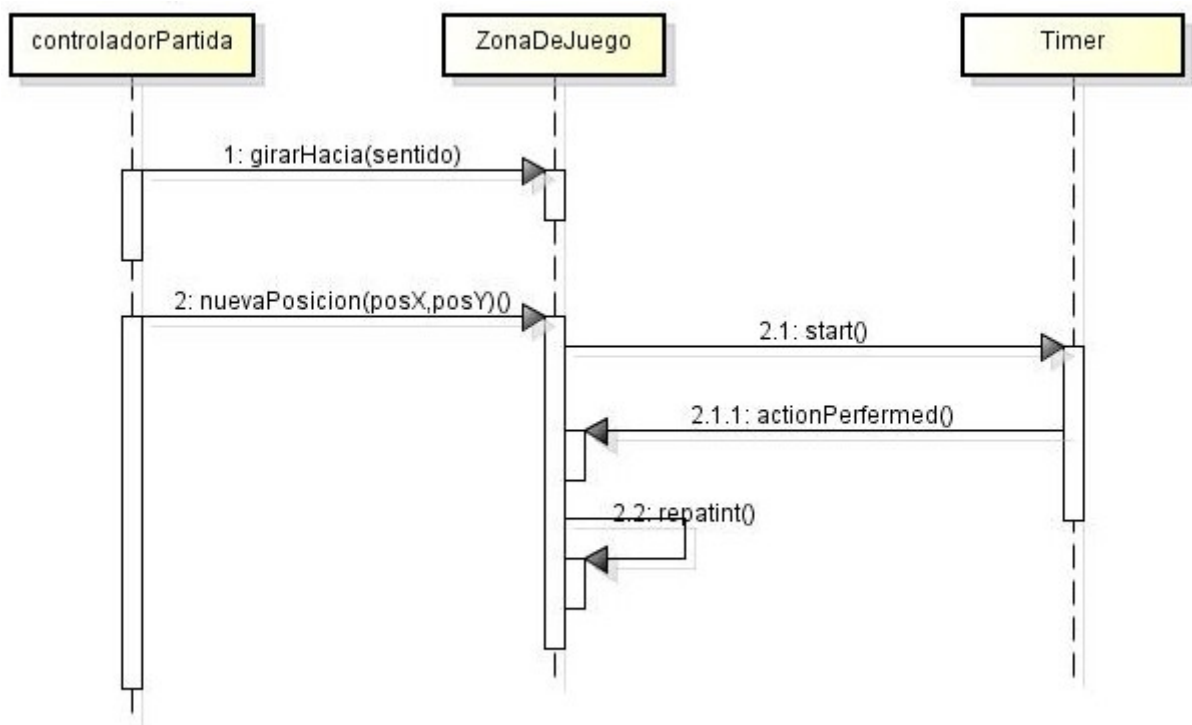 controladorPartida
ZonaDeJuego
Timer
1: girarHacia(sentido)
2: nuevaPosicion(posX,posY)()
2.1: start()
2.1.1: actionPerfermed()
2.2: repatint()